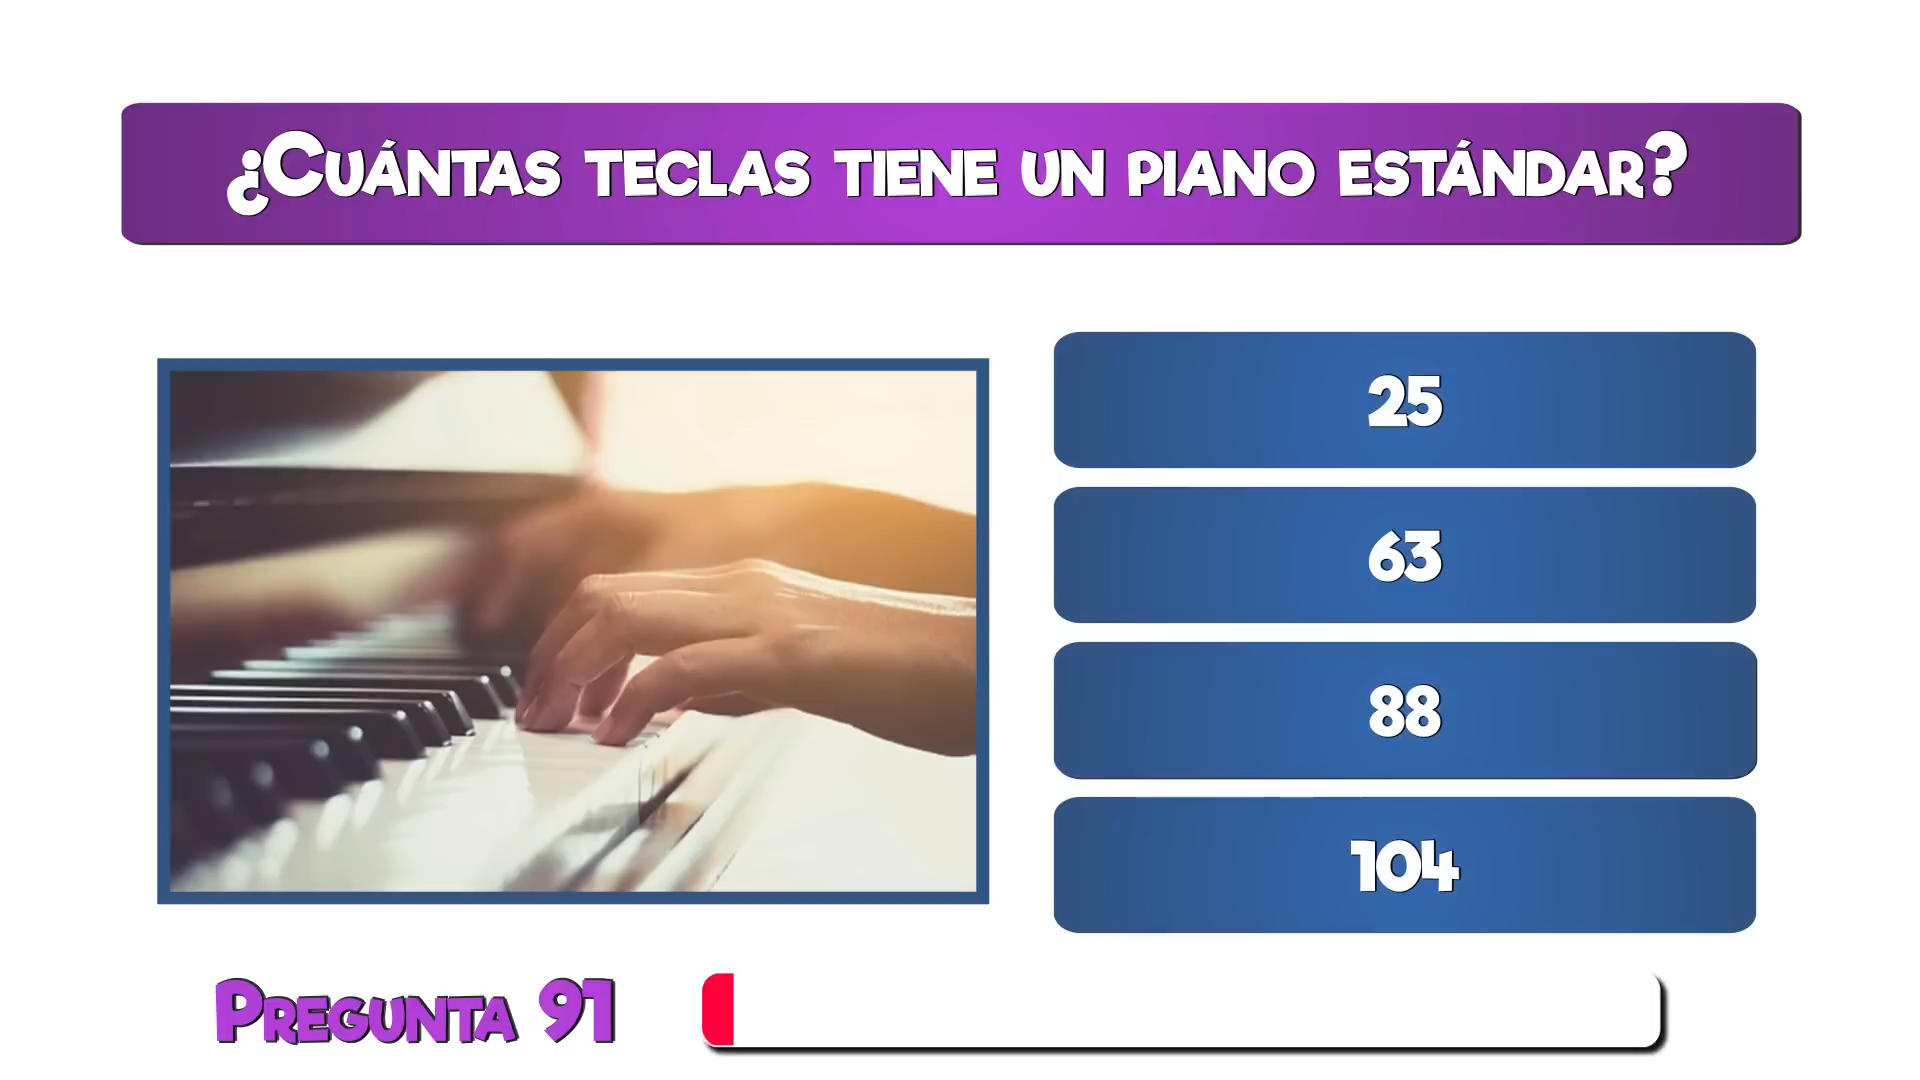 ¿Cuántas teclas tiene un piano estándar?
25
63
88
104
Pregunta 91